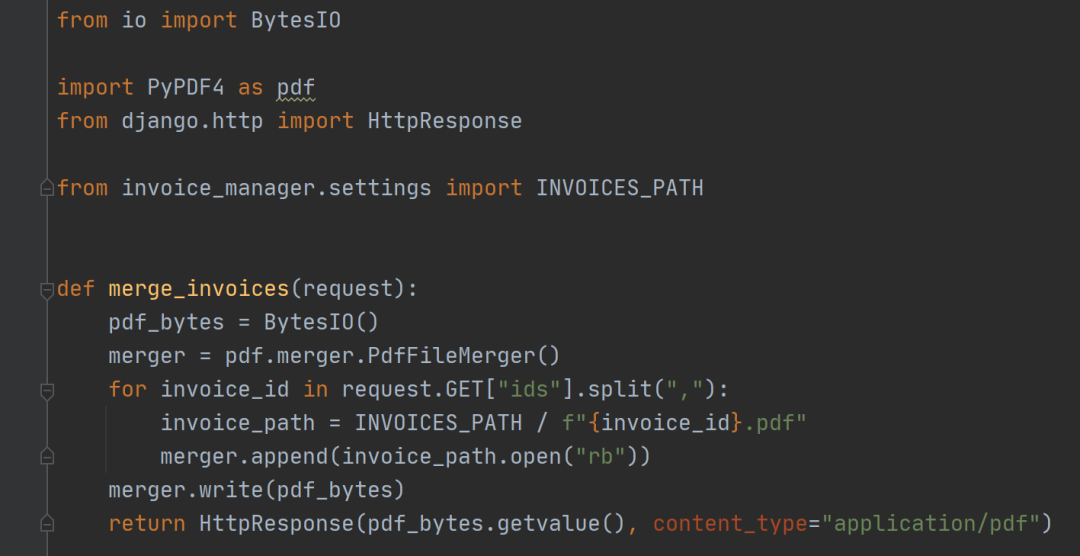 from io import BytesIO
import PyPDF4 as pdf
from django.http import HttpResponse
from invoice_manager.settings import INVOICES_PATH
def merge_invoices(request):
    pdf_bytes = BytesIO()
    merger = pdf.merger.PdfFileMerger()
    for invoice_id in request.GET["ids"].split(","):
        invoice_path = INVOICES_PATH / f"{invoice_id}.pdf"
        merger.append(invoice_path.open("rb"))
    merger.write(pdf_bytes)
    return HttpResponse(pdf_bytes.getvalue(), content_type="application/pdf")